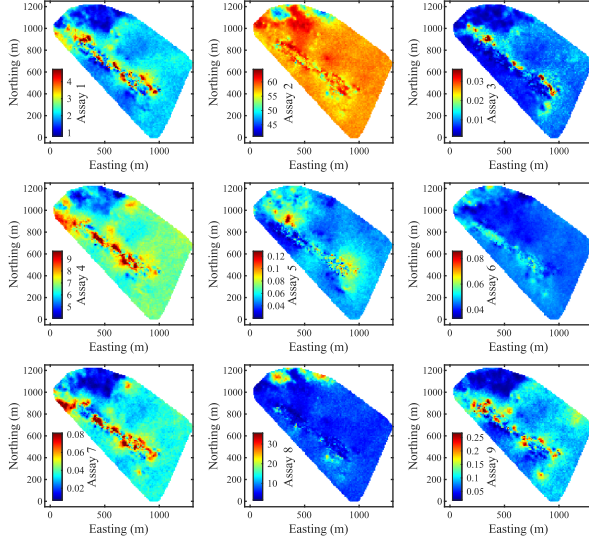 1200
1000
800
600
400
200
0
Northing (m)
4
3
2
1
Assay 1
0 500 1000
Easting (m)
1200
1000
800
600
400
200
0
Northing (m)
60
55
50
45
Assay 2
0 500 1000
Easting (m)
1200
1000
800
600
400
200
0
Northing (m)
0.03
0.02
0.01
Assay 3
0 500 1000
Easting (m)
1200
1000
800
600
400
200
0
Northing (m)
9
8
7
6
5
Assay 4
0 500 1000
Easting (m)
1200
1000
800
600
400
200
0
Northing (m)
0.12
0.1
0.08
0.06
0.04
Assay 5
0 500 1000
Easting (m)
1200
1000
800
600
400
200
0
Northing (m)
0.08
0.06
0.04
Assay 6
0 500 1000
Easting (m)
1200
1000
800
600
400
200
0
Northing (m)
0.08
0.06
0.04
0.02
Assay 7
0 500 1000
Easting (m)
1200
1000
800
600
400
200
0
Northing (m)
30
20
10
Assay 8
0 500 1000
Easting (m)
1200
1000
800
600
400
200
0
Northing (m)
0.25
0.2
0.15
0.1
0.05
Assay 9
0 500 1000
Easting (m)